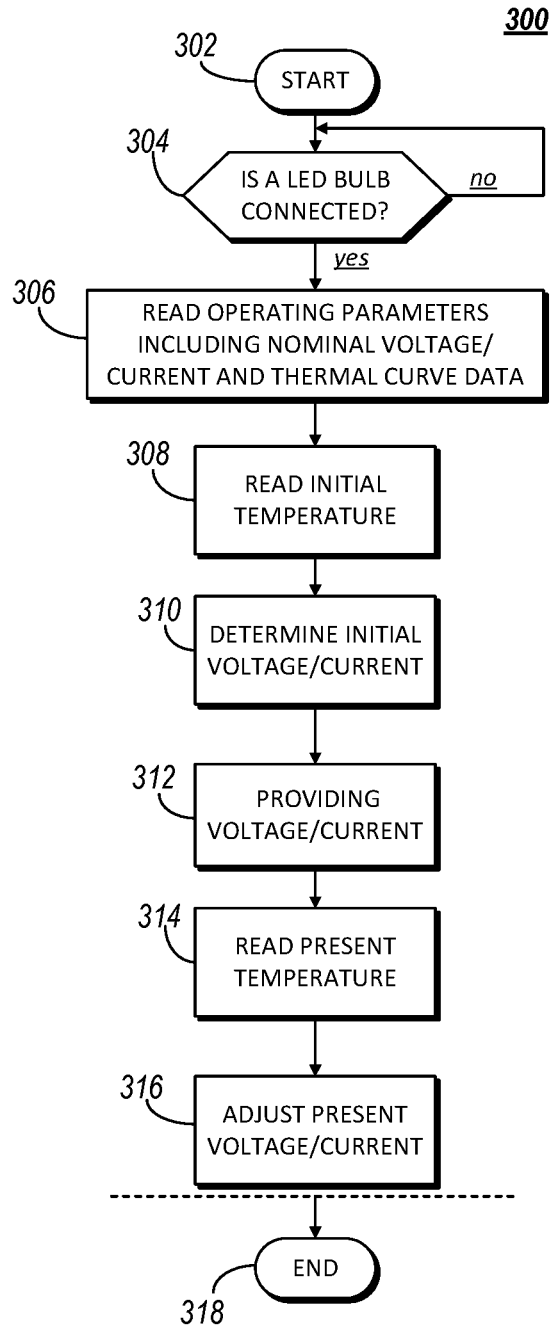 300
302
START
304
IS A LED BULB
CONNECTED?
no
yes
306
READ OPERATING PARAMETERS
INCLUDING NOMINAL VOLTAGE/
CURRENT AND THERMAL CURVE DATA
308
READ INITIAL
TEMPERATURE
310
DETERMINE INITIAL
VOLTAGE/CURRENT
312
PROVIDING
VOLTAGE/CURRENT
314
READ PRESENT
TEMPERATURE
316
ADJUST PRESENT
VOLTAGE/CURRENT
END
318